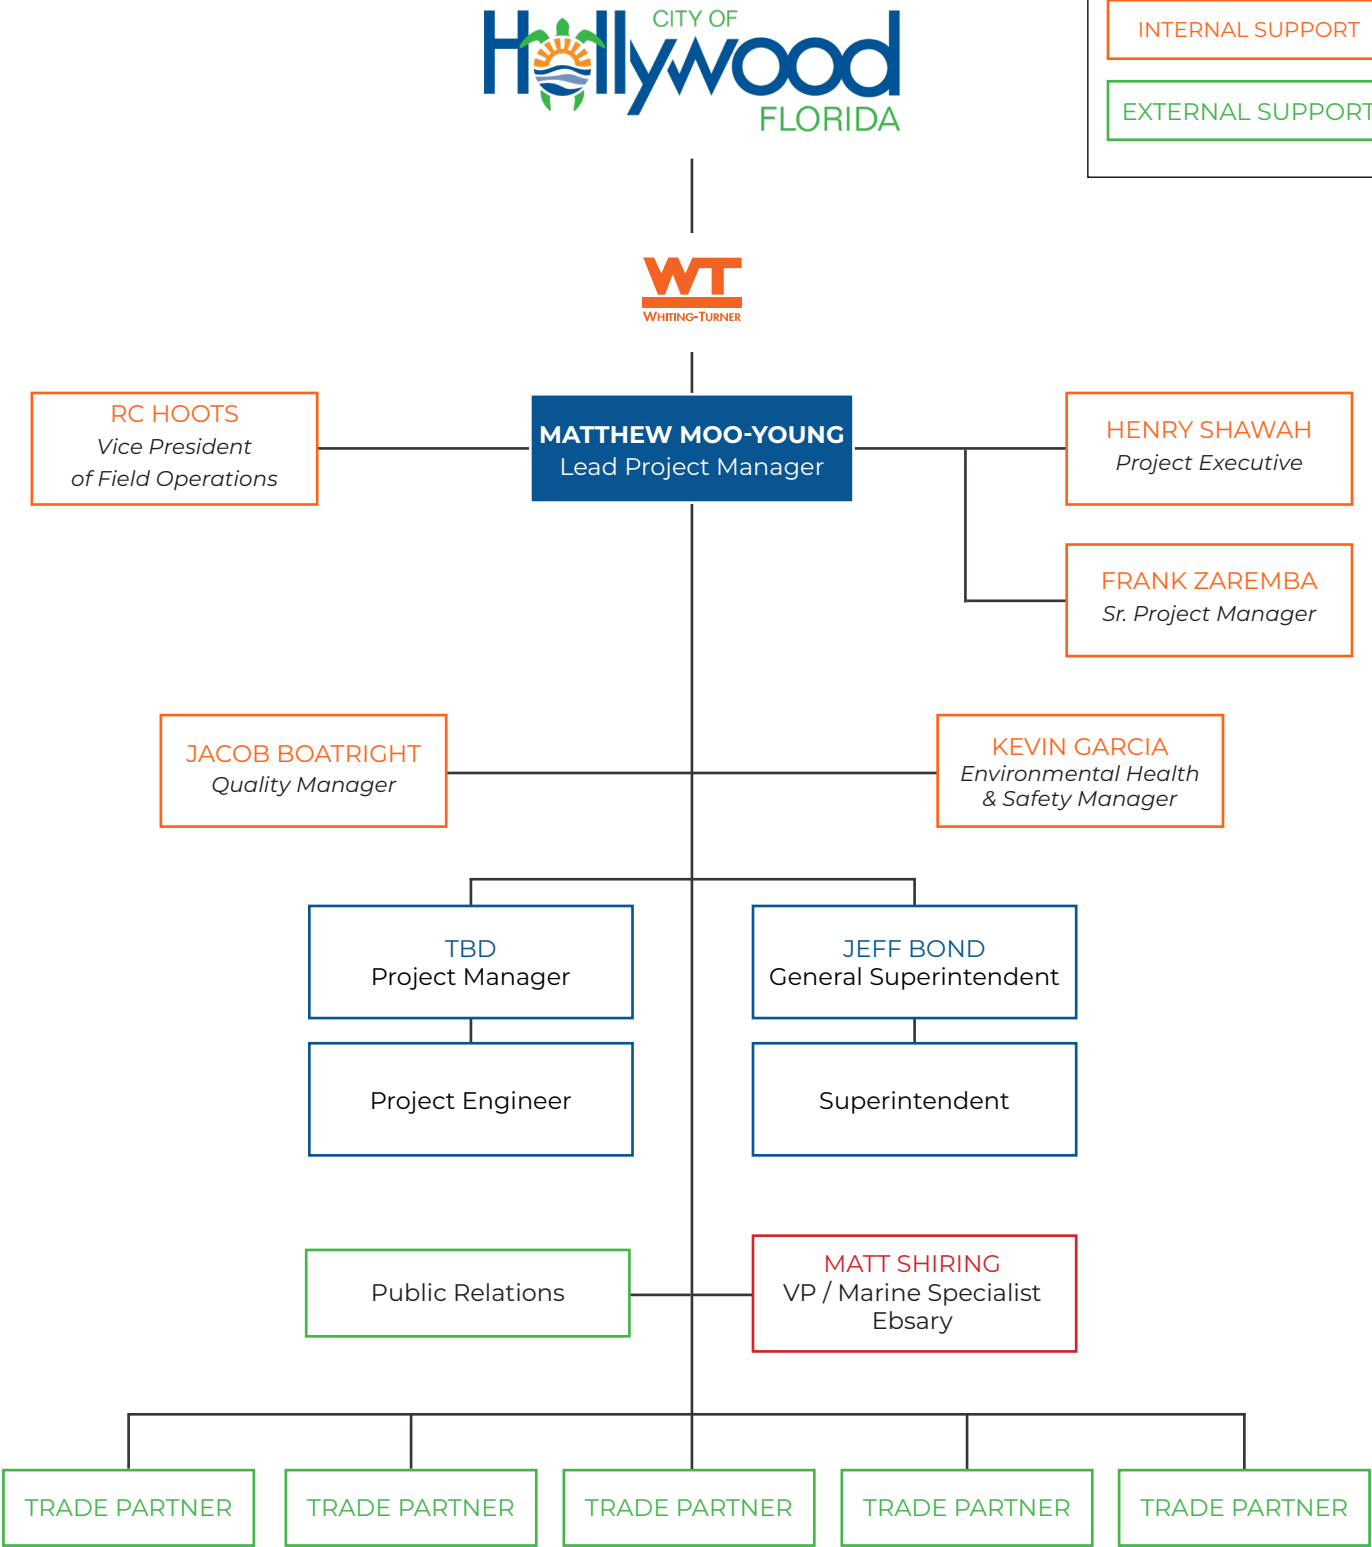 CITY OF
Hollywood
FLORIDA
INTERNAL SUPPORT
EXTERNAL SUPPORT
WT
WHITING-TURNER
RC HOOTS
Vice President
of Field Operations
MATTHEW MOO-YOUNG
Lead Project Manager
HENRY SHAWAH
Project Executive
FRANK ZAREMBA
Sr. Project Manager
JACOB BOATRIGHT
Quality Manager
KEVIN GARCIA
Environmental Health
& Safety Manager
TBD
Project Manager
JEFF BOND
General Superintendent
Project Engineer
Superintendent
Public Relations
MATT SHIRING
VP / Marine Specialist
Ebsary
TRADE PARTNER
TRADE PARTNER
TRADE PARTNER
TRADE PARTNER
TRADE PARTNER